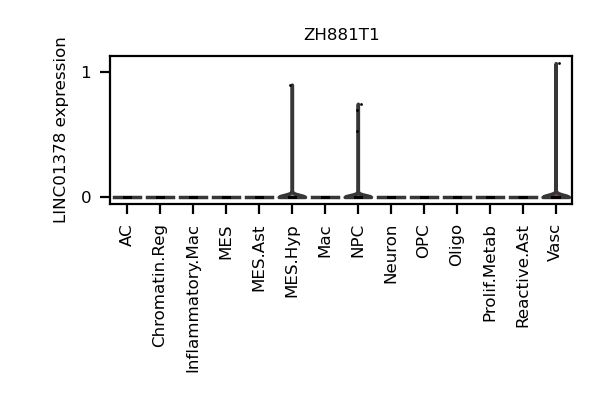 ZH881T1
LINC01378 expression
1
0
AC
Chromatin.Reg
Inflammatory.Mac
MES
MES.Ast
MES.Hyp
Mac
NPC
Neuron
OPC
Oligo
Prolif.Metab
Reactive.Ast
Vasc